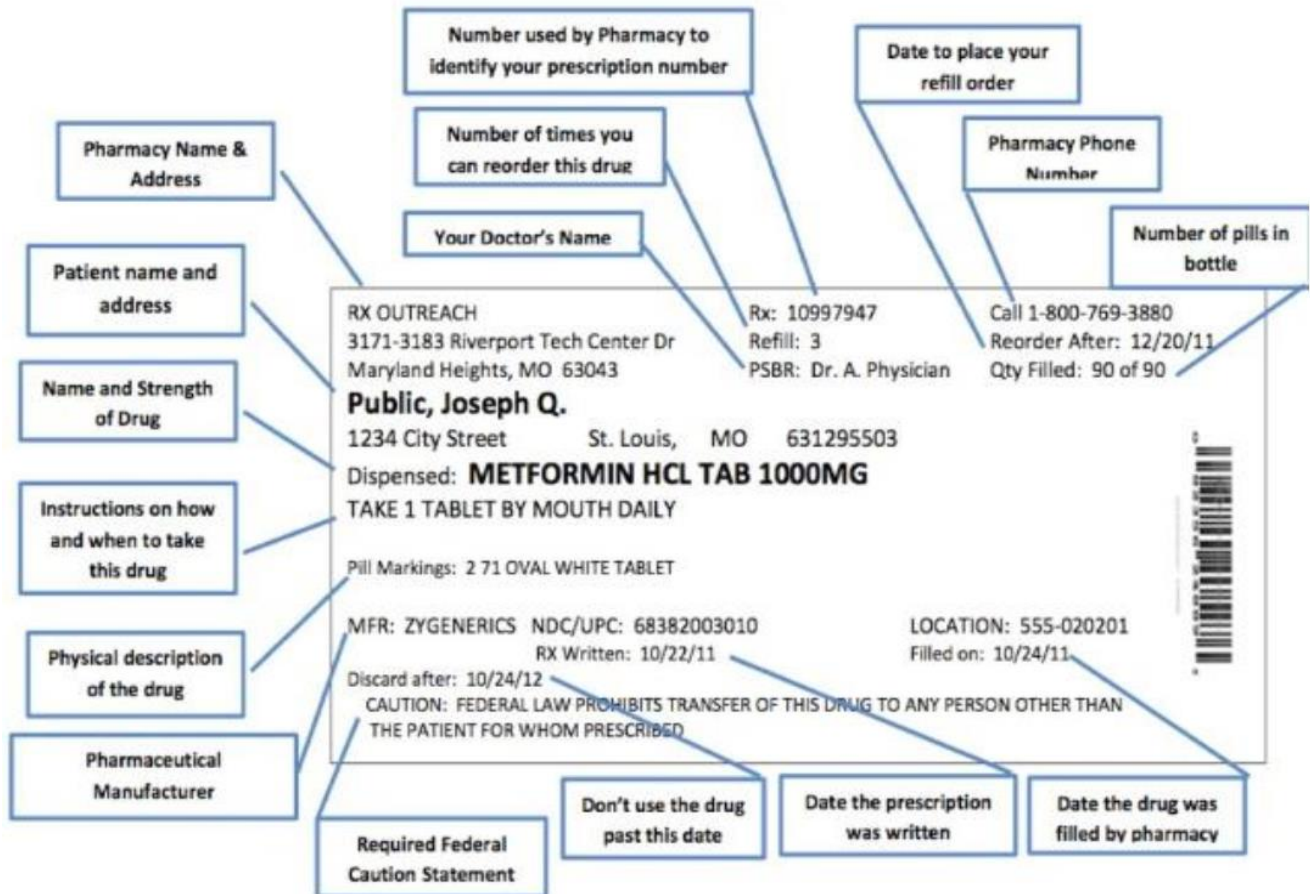 Number used by Pharmacy to
identify your prescription number
Date to place your
refill order
Number of times you
can reorder this drug
Pharmacy Phone
Number
Pharmacy Name &
Address
Your Doctor's Name
Number of pills in
bottle
Patient name and
address
RX OUTREACH
3171-3183 Riverport Tech Center Dr
Maryland Heights, MO 63043
Rx: 10997947
Refill: 3
PSBR: Dr. A. Physician
Call 1-800-769-3880
Reorder After: 12/20/11
Qty Filled: 90 of 90
Name and Strength
of Drug
Public, Joseph Q.
1234 City Street St. Louis, MO 631295503
Dispensed: METFORMIN HCL TAB 1000MG
TAKE 1 TABLET BY MOUTH DAILY
Instructions on how
and when to take
this drug
Pill Markings: 2 71 OVAL WHITE TABLET
Physical description
of the drug
MFR: ZYGENERICS NDC/UPC: 68382003010 LOCATION: 555-020201
RX Written: 10/22/11 Filled on: 10/24/11
Discard after: 10/24/12
CAUTION: FEDERAL LAW PROHIBITS TRANSFER OF THIS DRUG TO ANY PERSON OTHER THAN
THE PATIENT FOR WHOM PRESCRIBED
Pharmaceutical
Manufacturer
Required Federal
Caution Statement
Don't use the drug
past this date
Date the prescription
was written
Date the drug was
filled by pharmacy